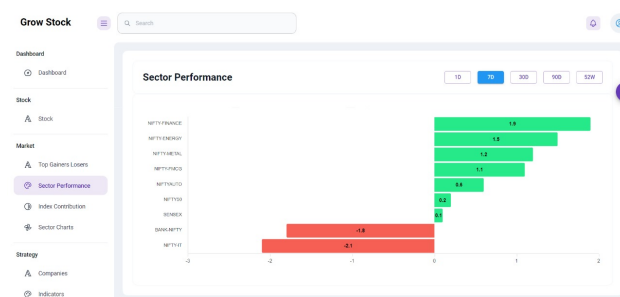 Grow Stock
Search
Dashboard
Dashboard
Stock
Stock
Market
Top Gainers Losers
Sector Performance
Index Contribution
Sector Charts
Strategy
Companies
Indicators
Sector Performance
1D
7D
30D
90D
52W
NIFTY-FINANCE
1.9
NIFTY-ENERGY
1.5
NIFTY-METAL
1.2
NIFTY-FMCG
1.1
NIFTYAUTO
0.6
NIFTY50
0.2
SENSEX
0.1
BANK-NIFTY
-1.8
NIFTY-IT
-2.1
-3
-2
-1
0
1
2